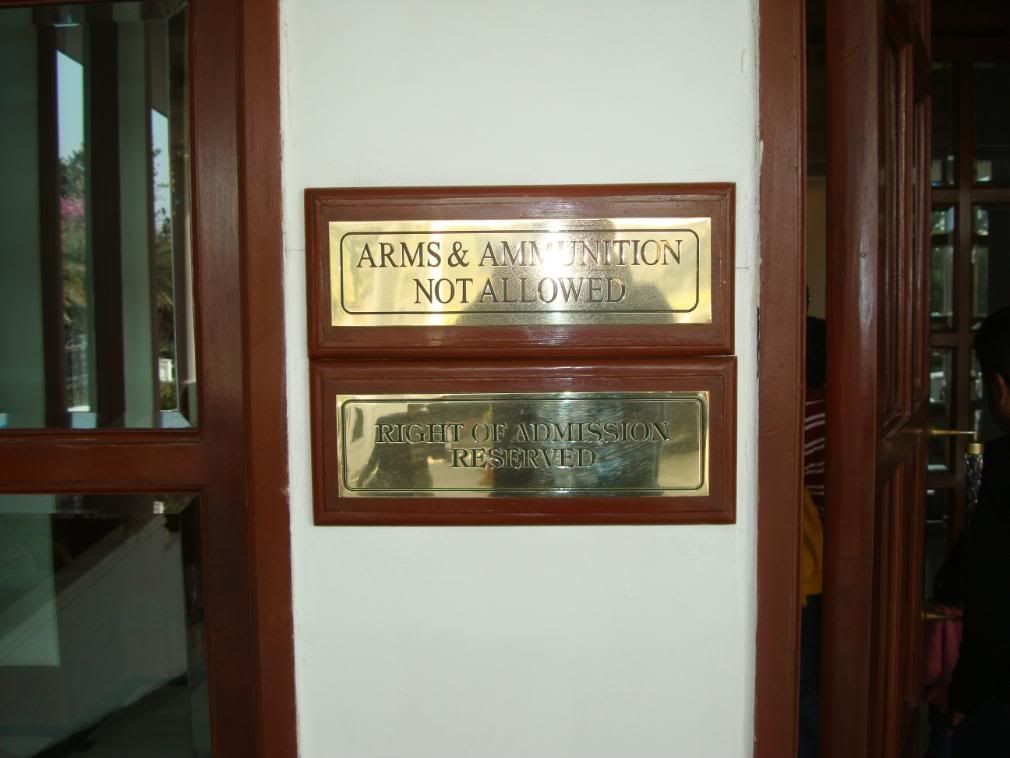 ARMS & AMMUNITION
NOT ALLOWED
RIGHT OF ADMISSION
RESERVED